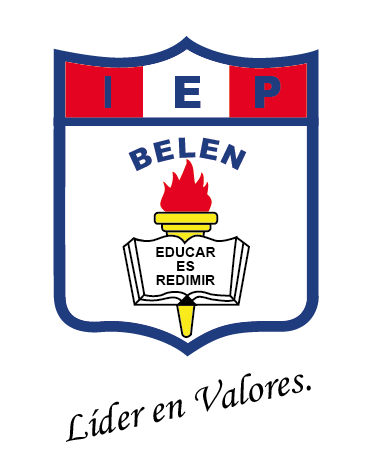 I E P
BELEN
EDUCAR
ES
REDIMIR
Líder en Valores.